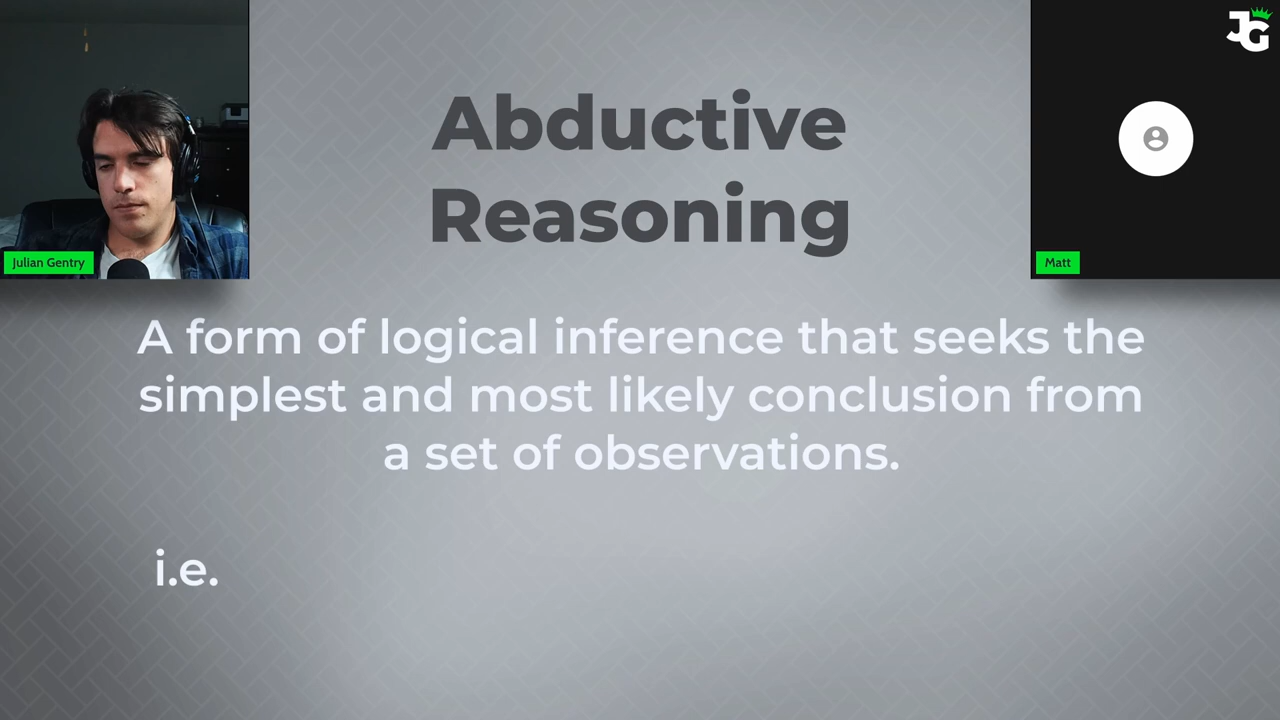 JG
Abductive
Reasoning
Julian Gentry
Matt
A form of logical inference that seeks the
simplest and most likely conclusion from
a set of observations.
i.e.